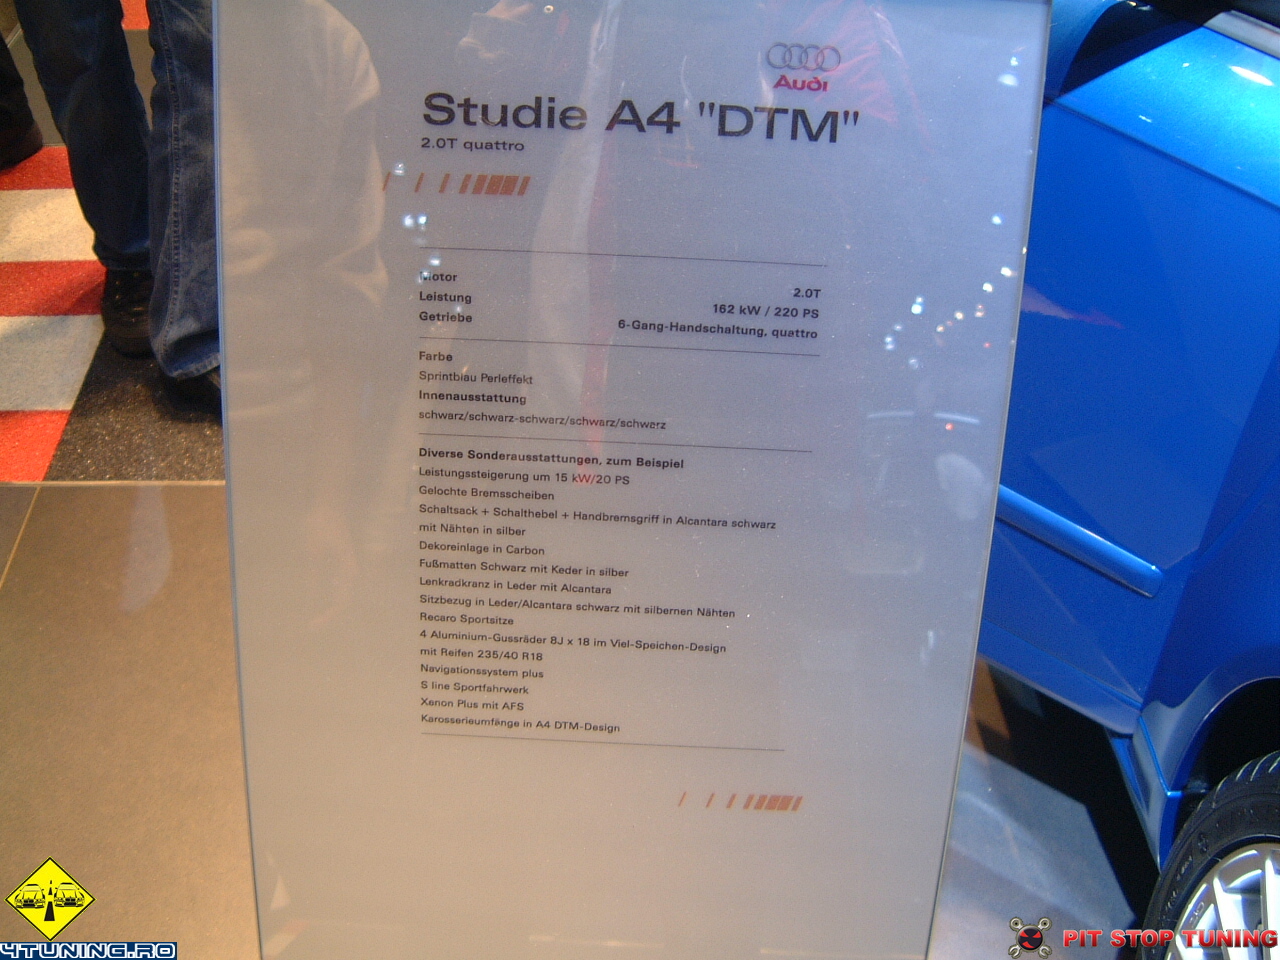 Audi
Studie A4 "DTM"
2.0T quattro
Motor 2.0T
Leistung 162 kW / 220 PS
Getriebe 6-Gang-Handschaltung, quattro
Farbe
Sprintblau Perleffekt
Innenausstattung
schwarz/schwarz-schwarz/schwarz/schwarz
Diverse Sonderausstattungen, zum Beispiel
Leistungssteigerung um 15 kW/20 PS
Gelochte Bremsscheiben
Schaltsack + Schalthebel + Handbremsgriff in Alcantara schwarz
mit Nähten in silber
Dekoreinlage in Carbon
Fußmatten Schwarz mit Keder in silber
Lenkradkranz in Leder mit Alcantara
Sitzbezug in Leder/Alcantara schwarz mit silbernen Nähten
Recaro Sportsitze
4 Aluminium-Gussräder 8J x 18 im Viel-Speichen-Design
mit Reifen 235/40 R18
Navigationssystem plus
S line Sportfahrwerk
Xenon Plus mit AFS
Karosserieumfänge in A4 DTM-Design
4TUNING.RO
PIT STOP TUNING